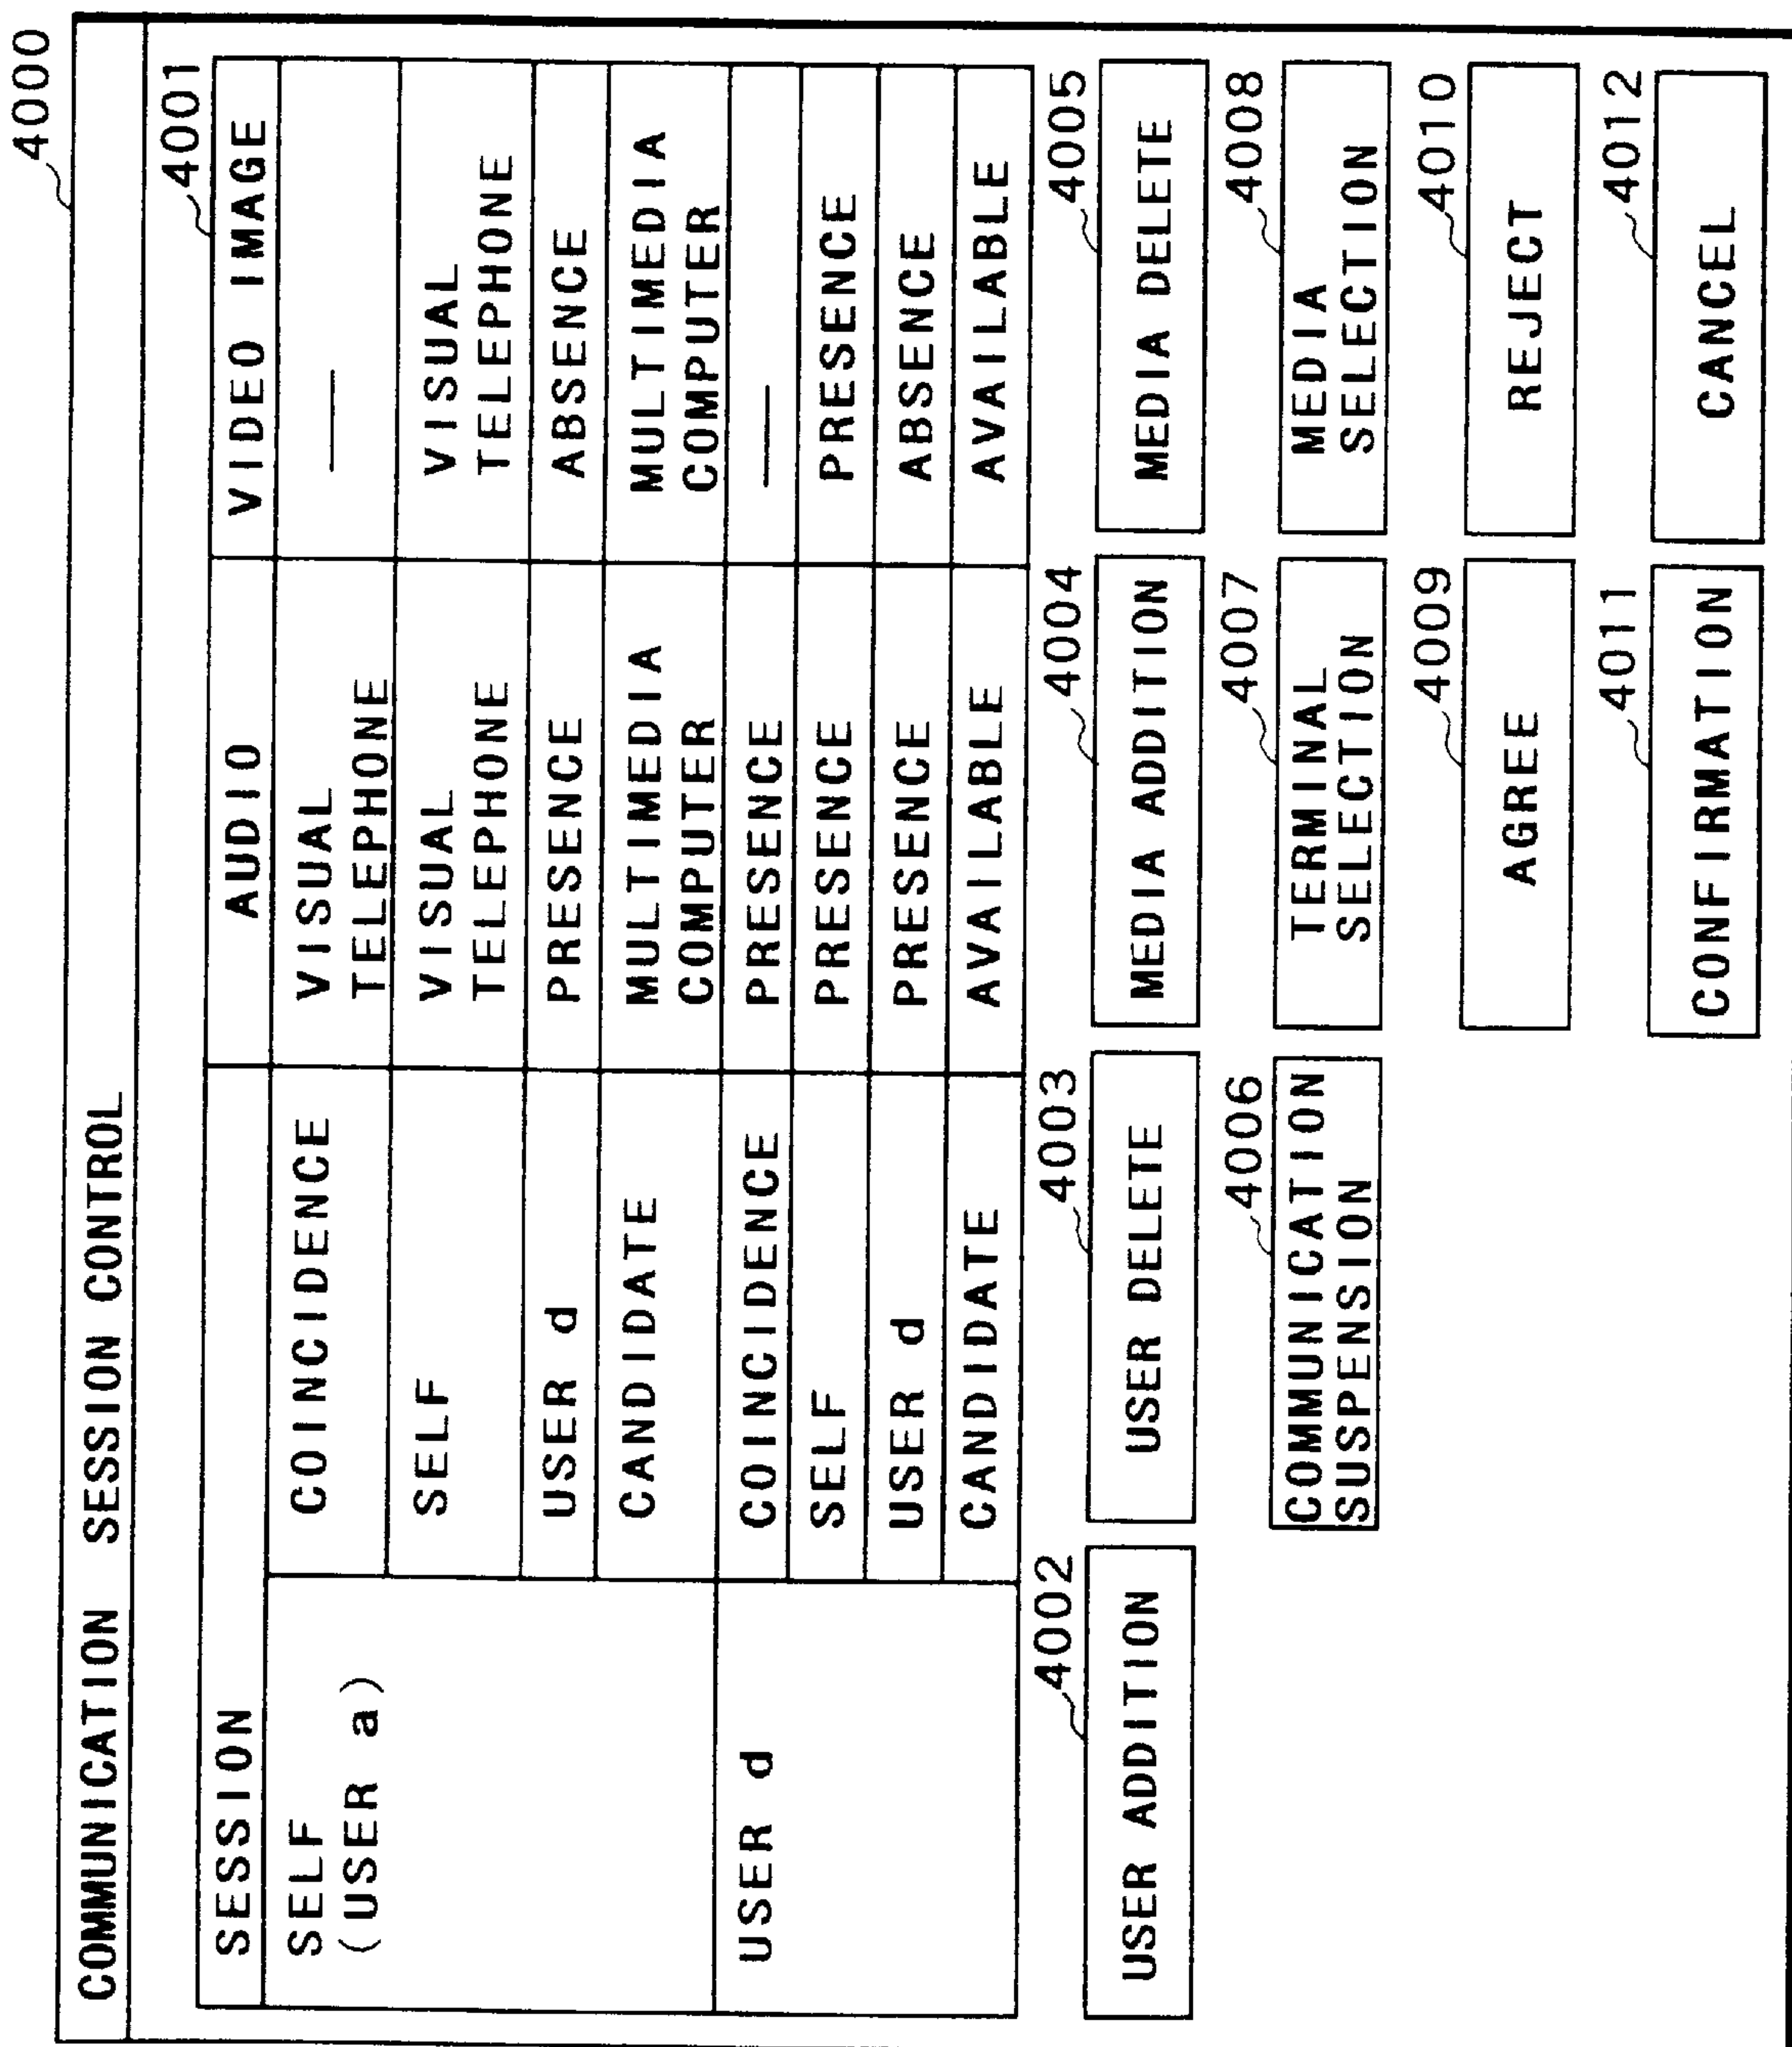 4000
COMMUNICATION SESSION CONTROL
4001
SESSION AUDIO VIDEO IMAGE
SELF
(USER a)
COINCIDENCE VISUAL TELEPHONE —
SELF VISUAL TELEPHONE VISUAL TELEPHONE
USER d PRESENCE ABSENCE
CANDIDATE MULTIMEDIA COMPUTER MULTIMEDIA COMPUTER
USER d
COINCIDENCE PRESENCE —
SELF PRESENCE PRESENCE
USER d PRESENCE ABSENCE
CANDIDATE AVAILABLE AVAILABLE
4002 4003 4004 4005
USER ADDITION USER DELETE MEDIA ADDITION MEDIA DELETE
4006 4007 4008
COMMUNICATION SUSPENSION TERMINAL SELECTION MEDIA SELECTION
4009 4010
AGREE REJECT
4011 4012
CONFIRMATION CANCEL